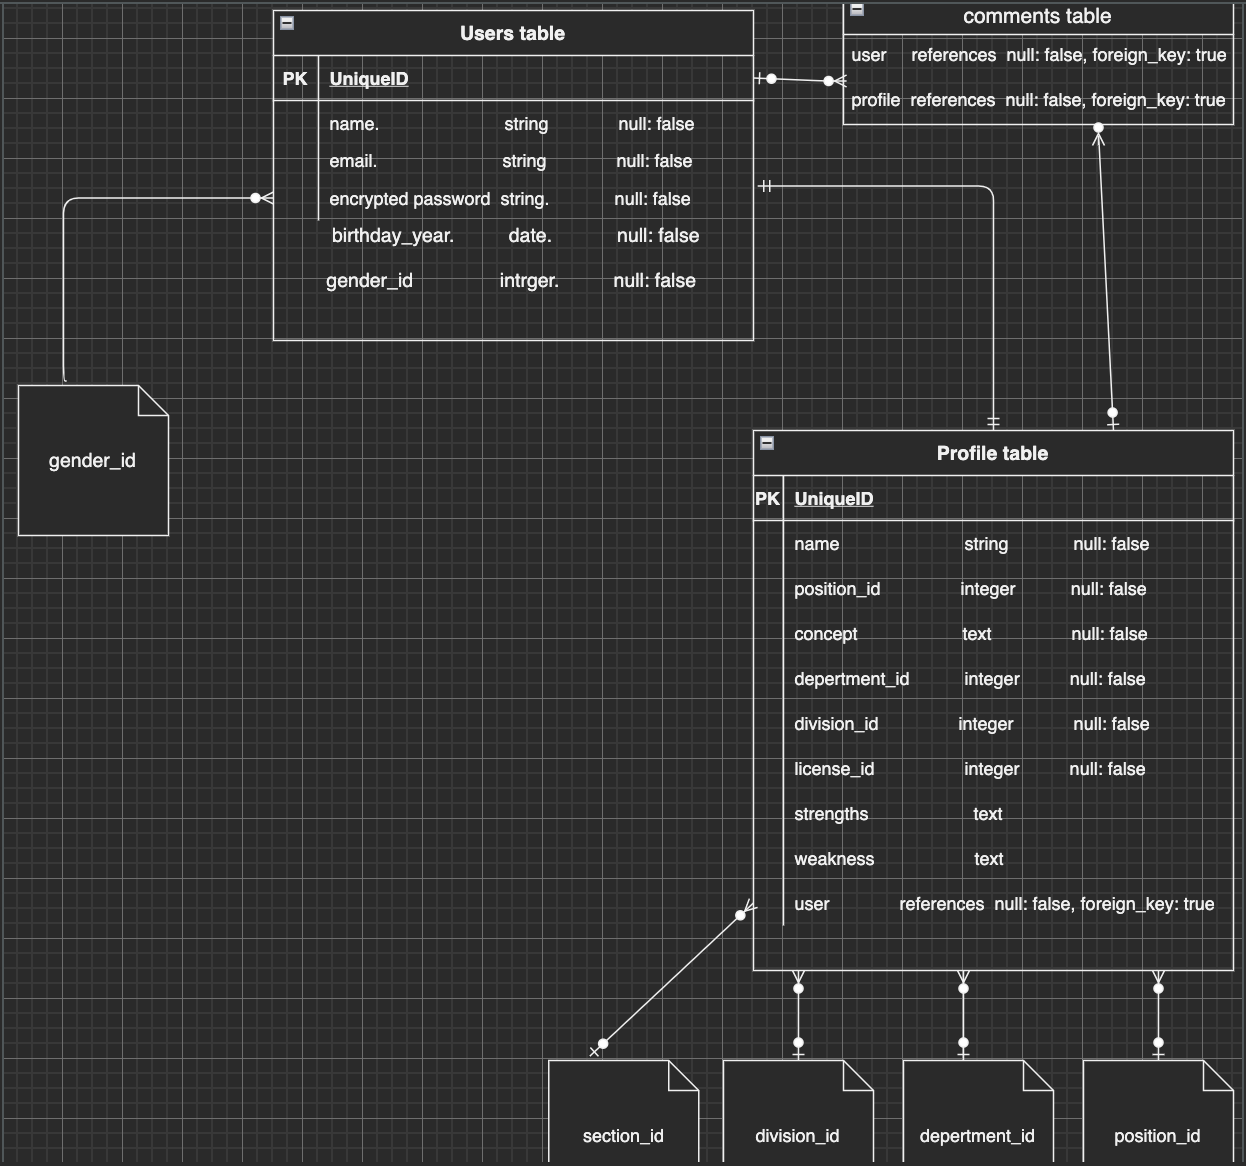 Users table
PK UniqueID
name. string null: false
email. string null: false
encrypted password string. null: false
birthday_year. date. null: false
gender_id intrger. null: false
comments table
user references null: false, foreign_key: true
profile references null: false, foreign_key: true
gender_id
Profile table
PK UniqueID
name string null: false
position_id integer null: false
concept text null: false
depertment_id integer null: false
division_id integer null: false
license_id integer null: false
strengths text
weakness text
user references null: false, foreign_key: true
section_id
division_id
depertment_id
position_id